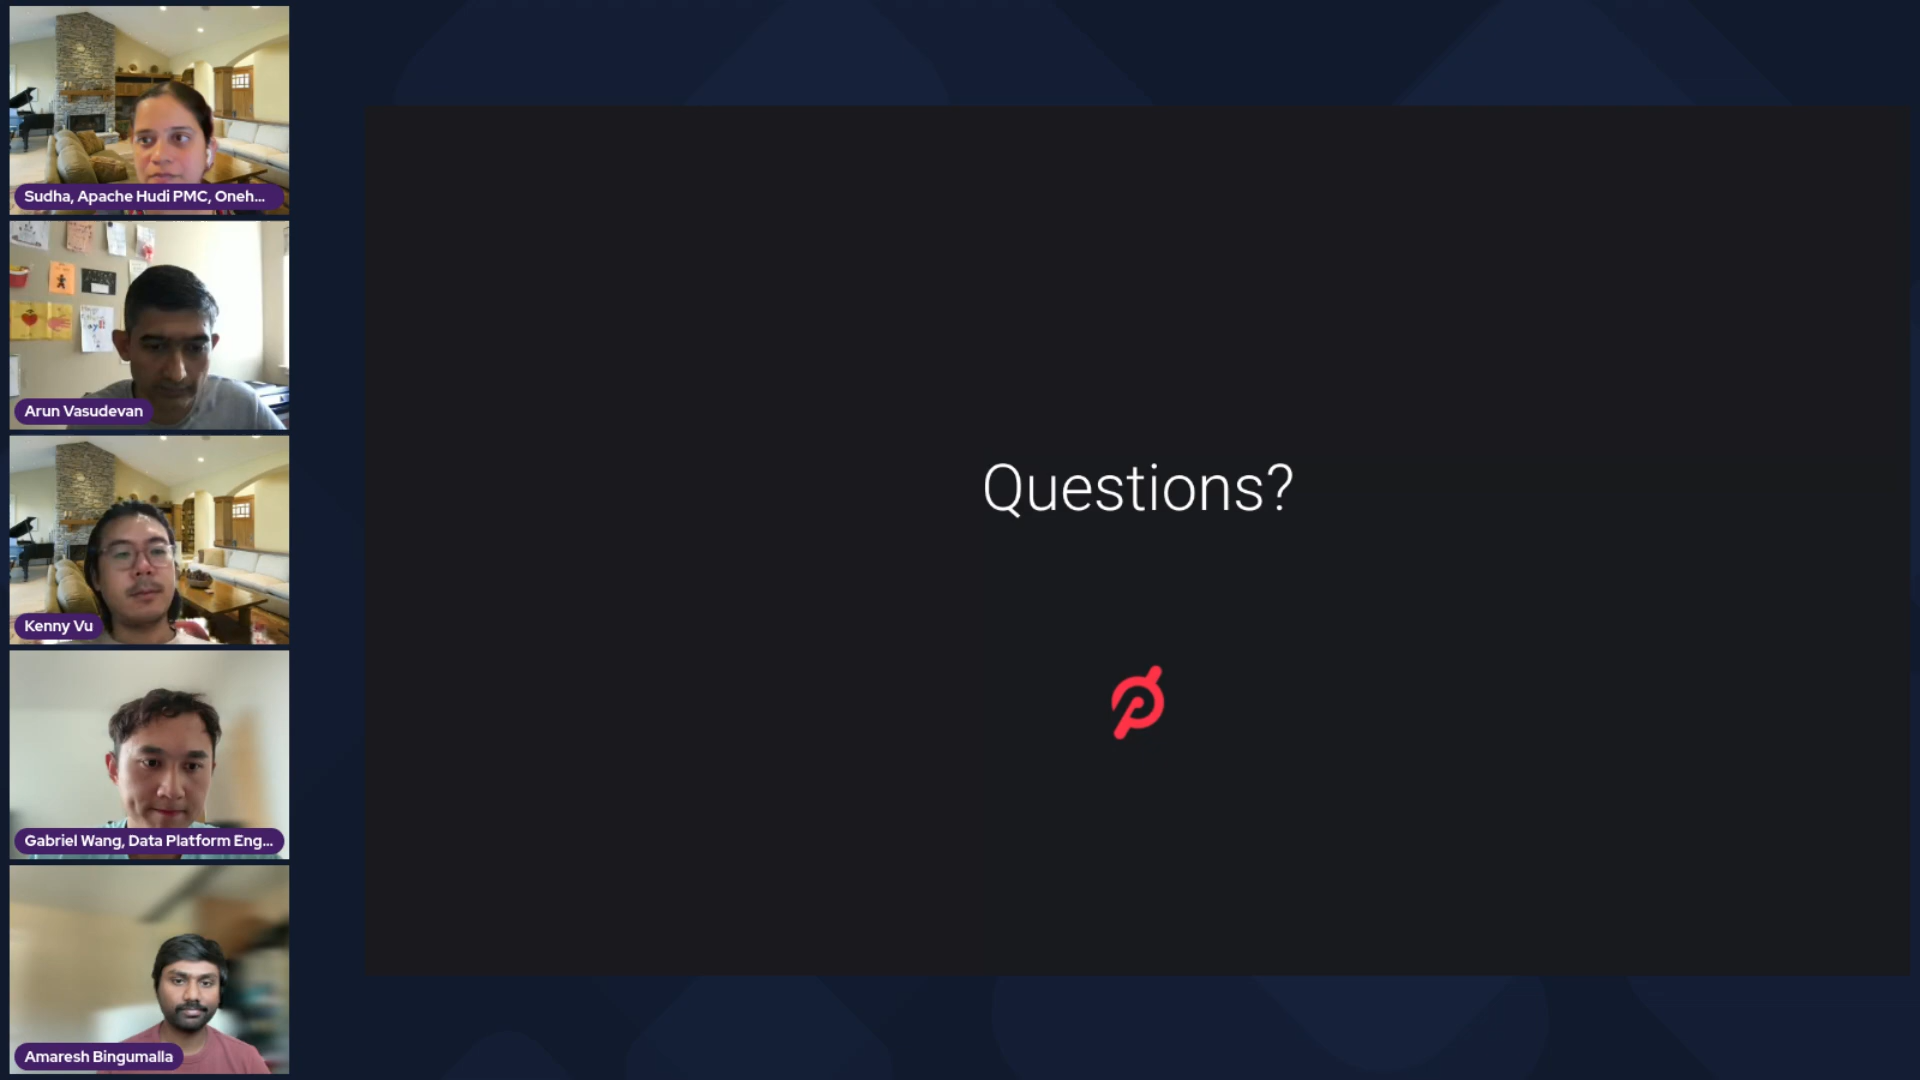 Sudha, Apache Hudi PMC, Oneh...
Arun Vasudevan
Kenny Vu
Gabriel Wang, Data Platform Eng...
Amaresh Bingumalla
Questions?